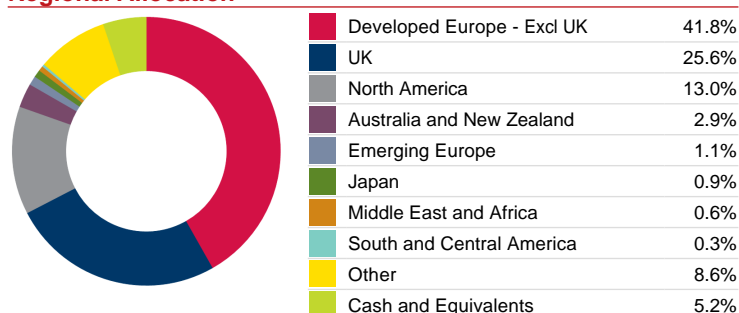 Regional Allocation
Developed Europe - Excl UK 41.8%
UK 25.6%
North America 13.0%
Australia and New Zealand 2.9%
Emerging Europe 1.1%
Japan 0.9%
Middle East and Africa 0.6%
South and Central America 0.3%
Other 8.6%
Cash and Equivalents 5.2%